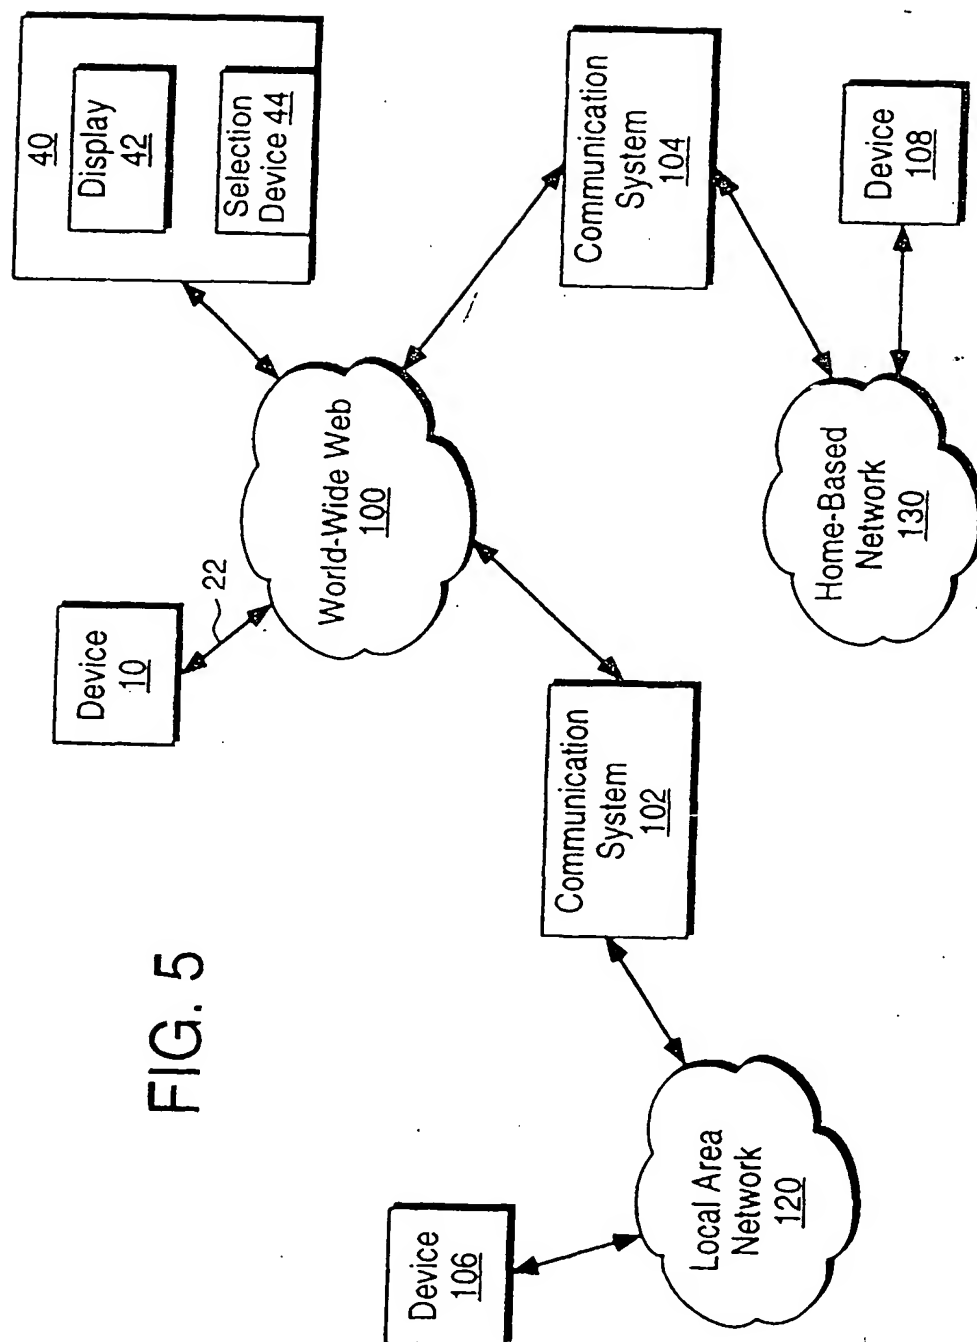 FIG. 5
Device
10
22
40
Display
42
Selection
Device 44
World-Wide Web
100
Device
106
Communication
System
102
Communication
System
104
Local Area
Network
120
Home-Based
Network
130
Device
108